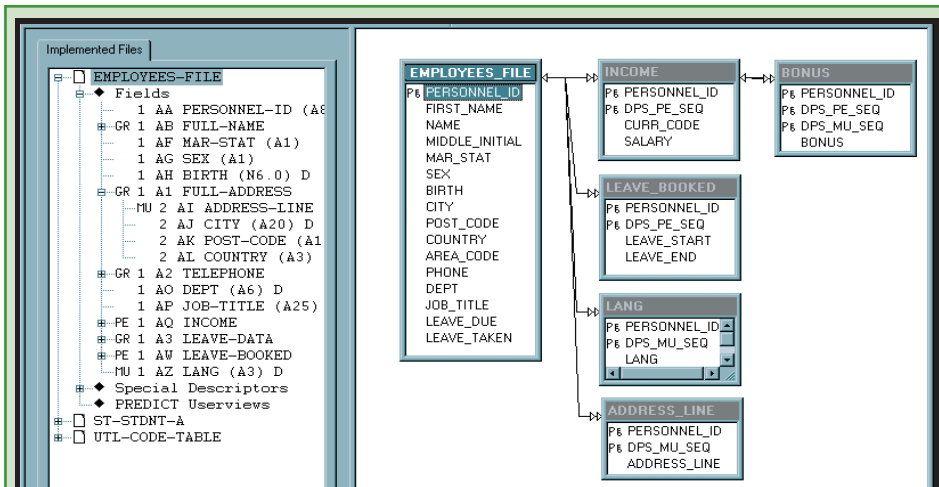 Implemented Files
EMPLOYEES-FILE
Fields
1 AA PERSONNEL-ID (A8
GR 1 AB FULL-NAME
1 AF MAR-STAT (A1)
1 AG SEX (A1)
1 AH BIRTH (N6.0) D
GR 1 A1 FULL-ADDRESS
MU 2 AI ADDRESS-LINE
2 AJ CITY (A20) D
2 AK POST-CODE (A1
2 AL COUNTRY (A3)
GR 1 A2 TELEPHONE
1 AO DEPT (A6) D
1 AP JOB-TITLE (A25)
PE 1 AQ INCOME
GR 1 A3 LEAVE-DATA
PE 1 AW LEAVE-BOOKED
MU 1 AZ LANG (A3) D
Special Descriptors
PREDICT Userviews
ST-STDNT-A
UTL-CODE-TABLE
EMPLOYEES_FILE
PERSONNEL_ID
FIRST_NAME
NAME
MIDDLE_INITIAL
MAR_STAT
SEX
BIRTH
CITY
POST_CODE
COUNTRY
AREA_CODE
PHONE
DEPT
JOB_TITLE
LEAVE_DUE
LEAVE_TAKEN
INCOME
PERSONNEL_ID
DPS_PE_SEQ
CURR_CODE
SALARY
BONUS
PERSONNEL_ID
DPS_PE_SEQ
DPS_MU_SEQ
BONUS
LEAVE_BOOKED
PERSONNEL_ID
DPS_PE_SEQ
LEAVE_START
LEAVE_END
LANG
PERSONNEL_ID
DPS_MU_SEQ
LANG
ADDRESS_LINE
PERSONNEL_ID
DPS_MU_SEQ
ADDRESS_LINE